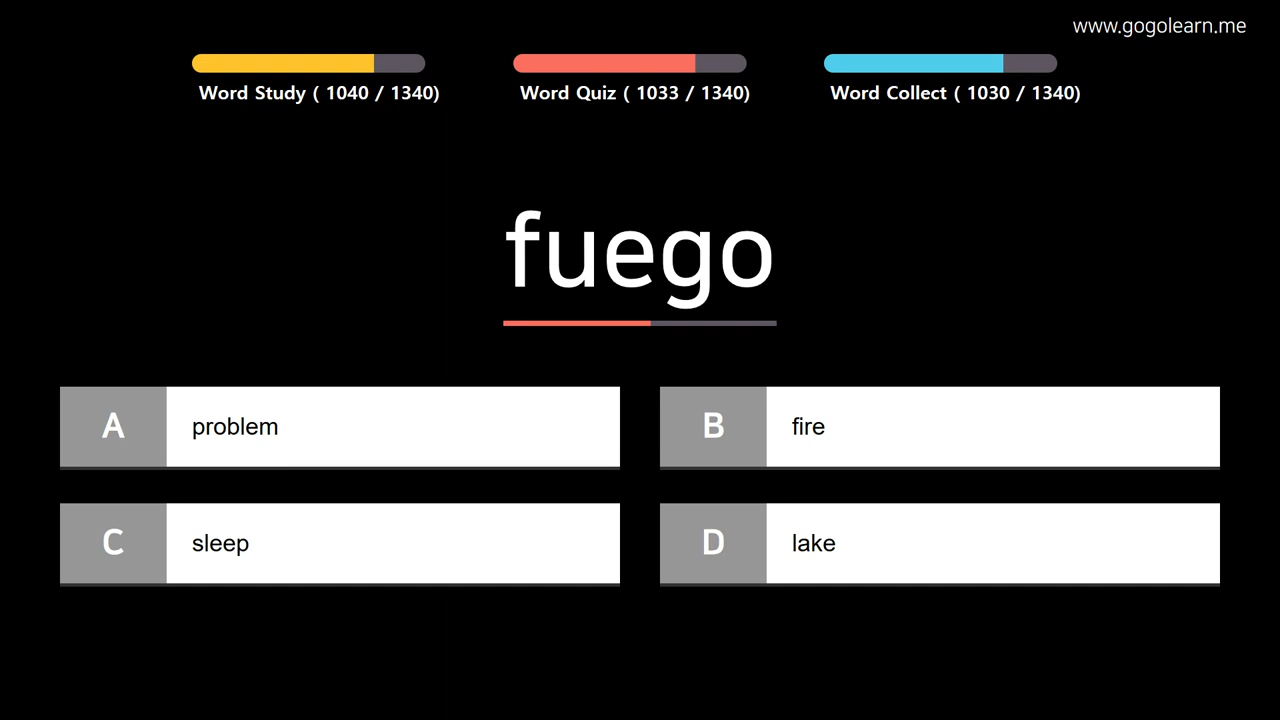 www.gogolearn.me
Word Study ( 1040 / 1340)
Word Quiz ( 1033 / 1340)
Word Collect ( 1030 / 1340)
fuego
A problem
B fire
C sleep
D lake